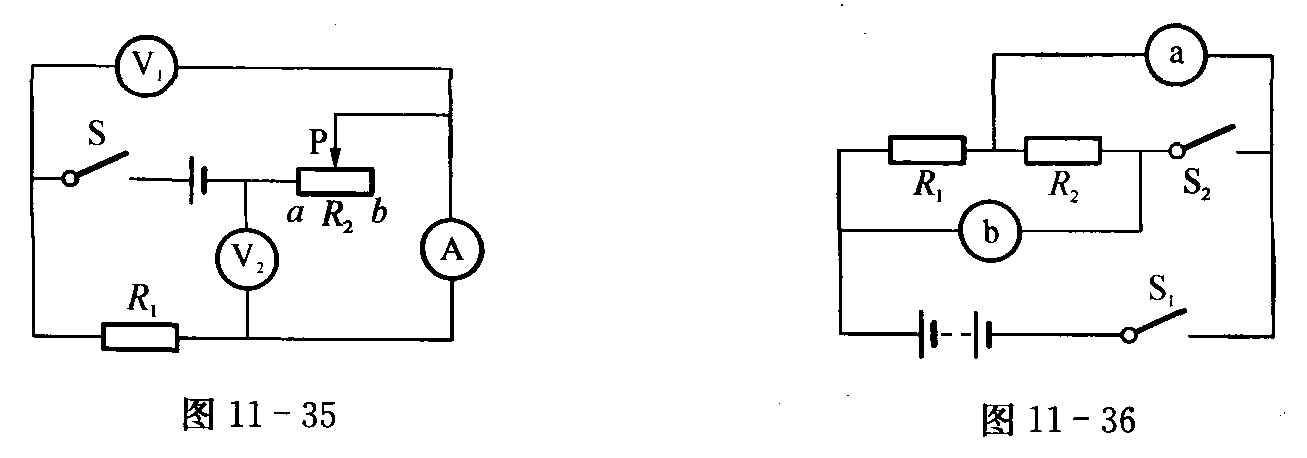 V₁
S
P
a R₂ b
V₂
A
R₁
图 11-35
a
R₁
R₂
S₂
b
S₁
图 11-36